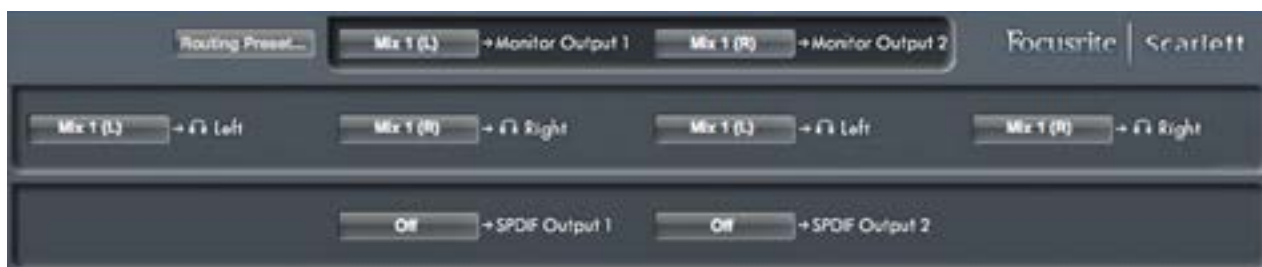 Routing Preset... Mix 1 (L) → Monitor Output 1 Mix 1 (R) → Monitor Output 2 Focusrite | Scarlett
Mix 1 (L) → Left Mix 1 (R) → Right Mix 1 (L) → Left Mix 1 (R) → Right
Off → SPDIF Output 1 Off → SPDIF Output 2